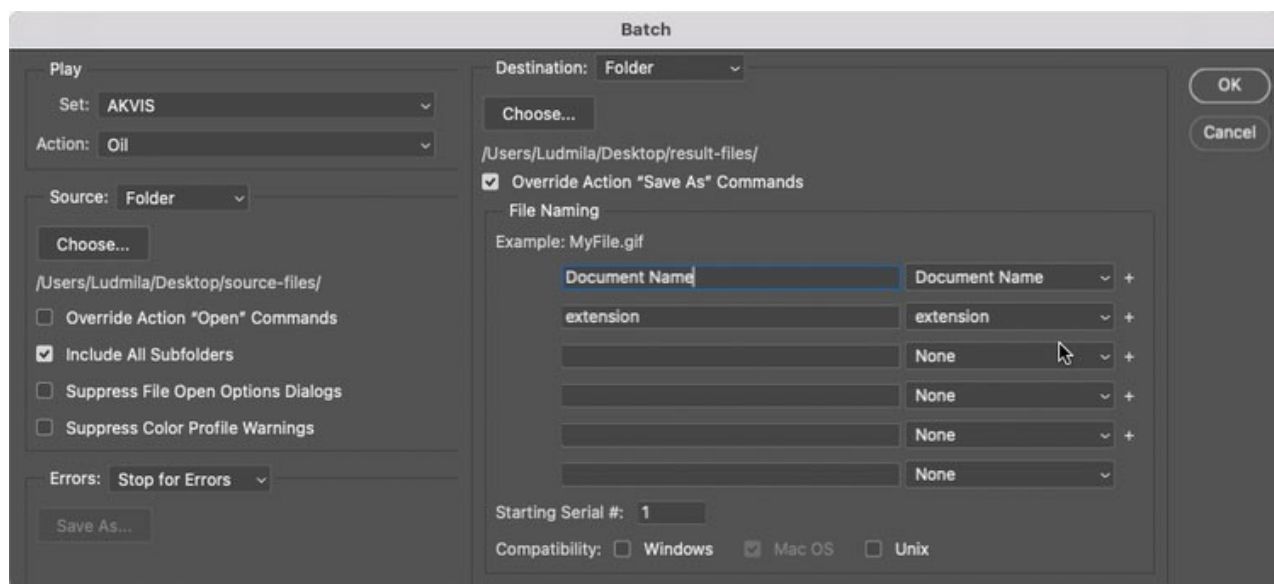 Batch
Play
Set: AKVIS
Action: Oil
Source: Folder
Choose...
/Users/Ludmila/Desktop/source-files/
Override Action "Open" Commands
Include All Subfolders
Suppress File Open Options Dialogs
Suppress Color Profile Warnings
Errors: Stop for Errors
Save As...
Destination: Folder
Choose...
/Users/Ludmila/Desktop/result-files/
Override Action "Save As" Commands
File Naming
Example: MyFile.gif
Document Name Document Name +
extension extension +
None +
None +
None +
None
Starting Serial #: 1
Compatibility: Windows Mac OS Unix
OK
Cancel